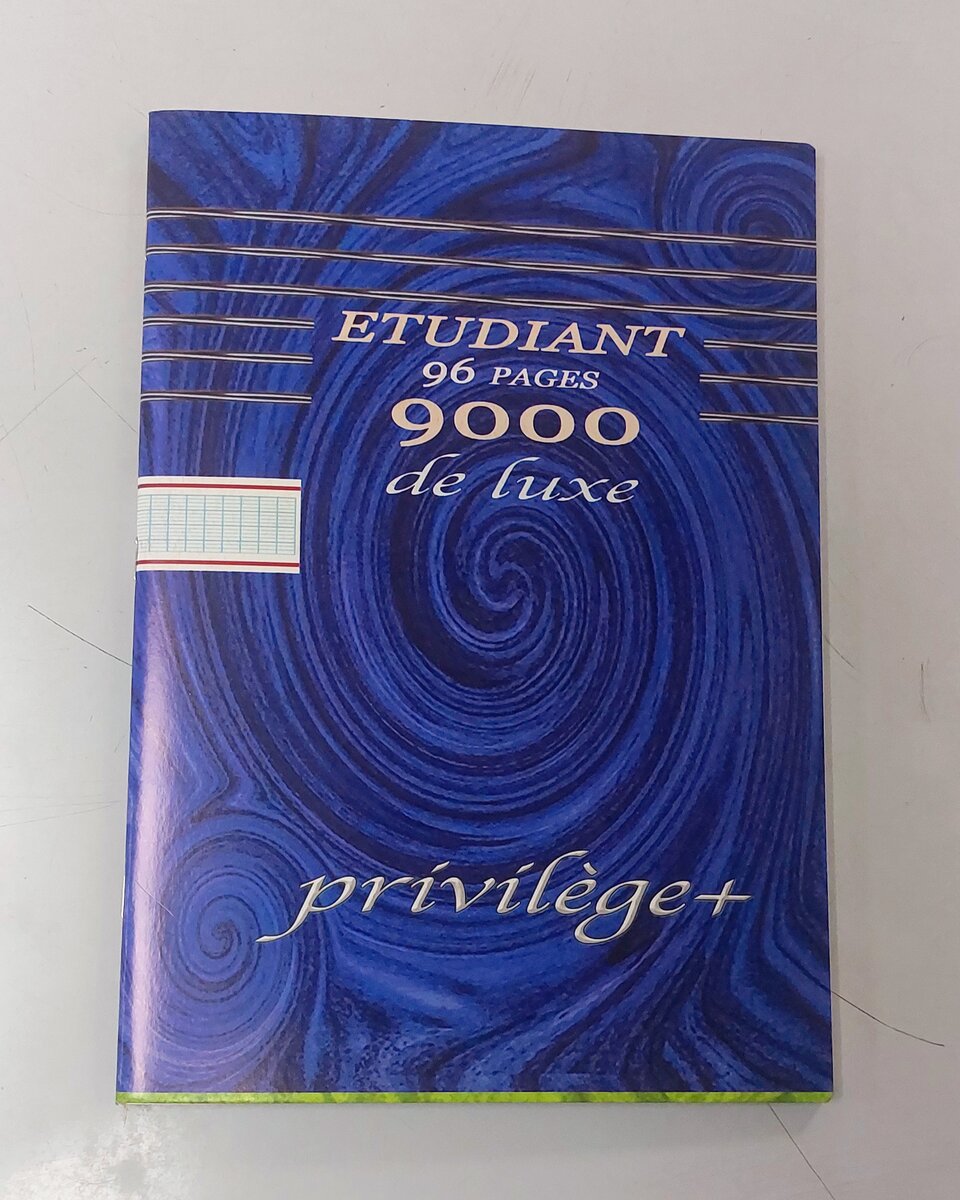 ETUDIANT
96 PAGES
9000
de luxe
privilège+